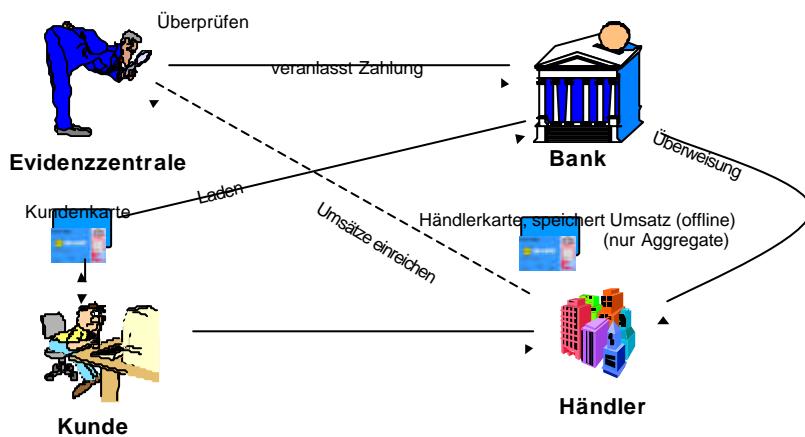 Überprüfen
veranlasst Zahlung
Evidenzzentrale
Bank
Überweisung
Laden
Kundenkarte
Umsätze einreichen
Händlerkarte, speichert Umsatz (offline)
(nur Aggregate)
Kunde
Händler